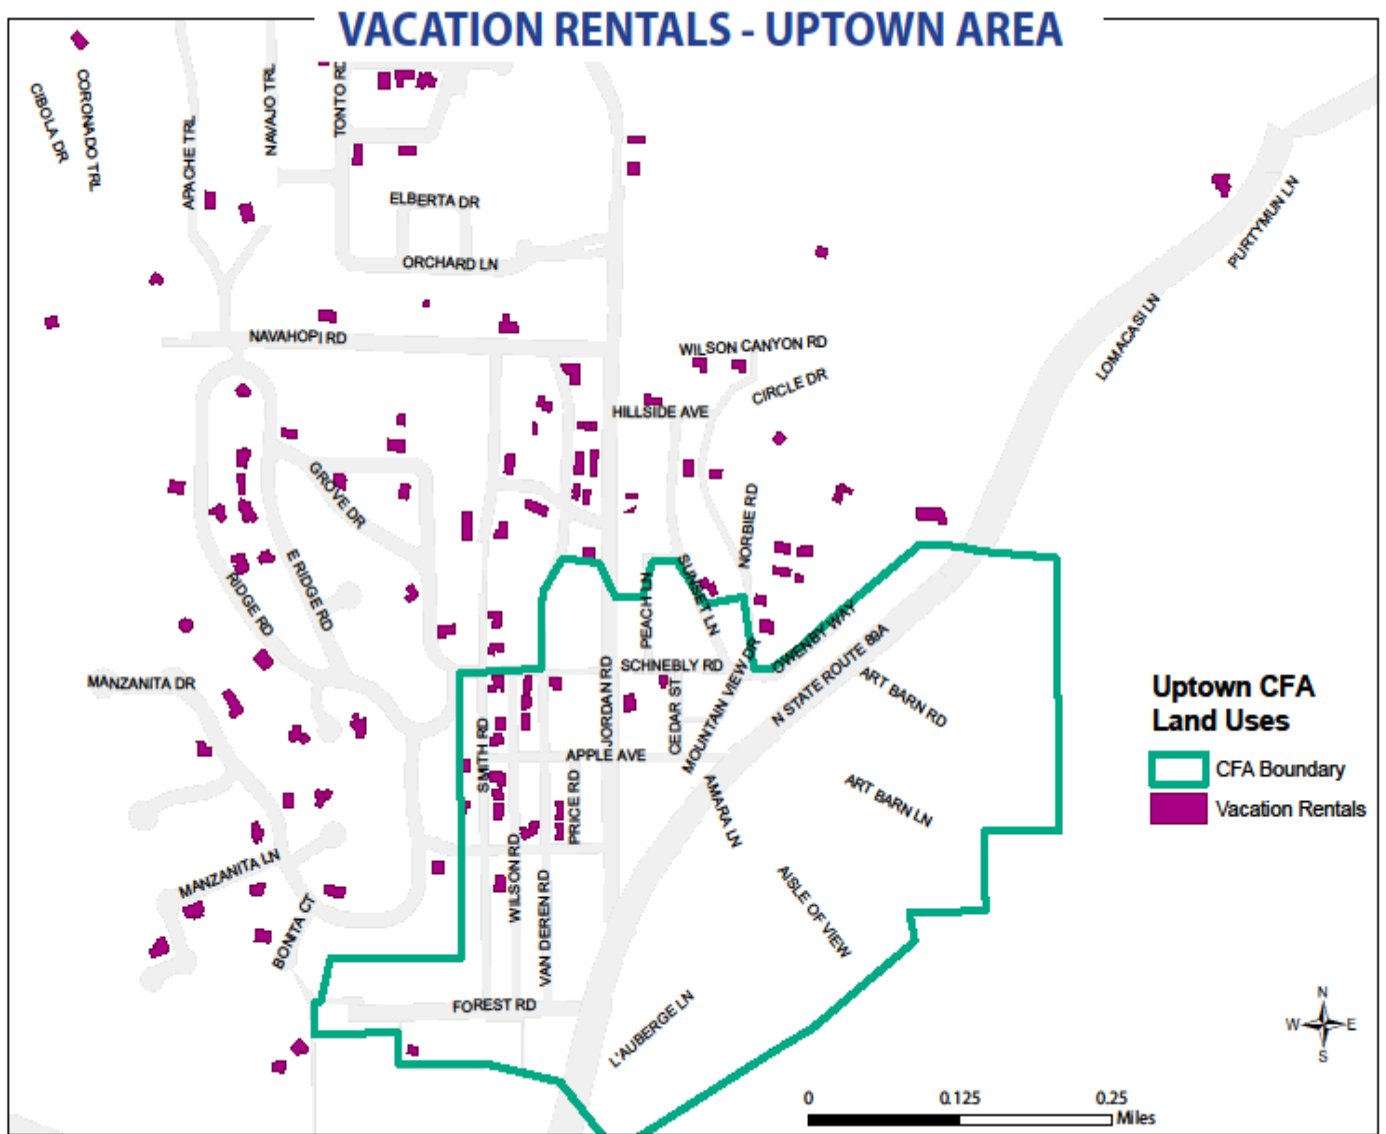 VACATION RENTALS - UPTOWN AREA
CIBOLA DR
CORONADO TRL
APACHE TRL
NAVAJO TRL
TONTO RD
ELBERTA DR
ORCHARD LN
PURTYMUN LN
LOMACASI LN
NAVAHOPI RD
WILSON CANYON RD
CIRCLE DR
HILLSIDE AVE
GROVE DR
NORBIE RD
E RIDGE RD
RIDGE RD
SUNSET LN
PEACH LN
OWENBY WAY
N STATE ROUTE 89A
SCHNEBLY RD
MANZANITA DR
JORDAN RD
CEDAR ST
MOUNTAIN VIEW DR
ART BARN RD
SMITH RD
APPLE AVE
PRICE RD
AMARA LN
ART BARN LN
MANZANITA LN
WILSON RD
VAN DEREN RD
AISLE OF VIEW
BONITA CT
FOREST RD
L'AUBERGE LN
Uptown CFA
Land Uses
CFA Boundary
Vacation Rentals
N
W
E
S
0
0.125
0.25
Miles